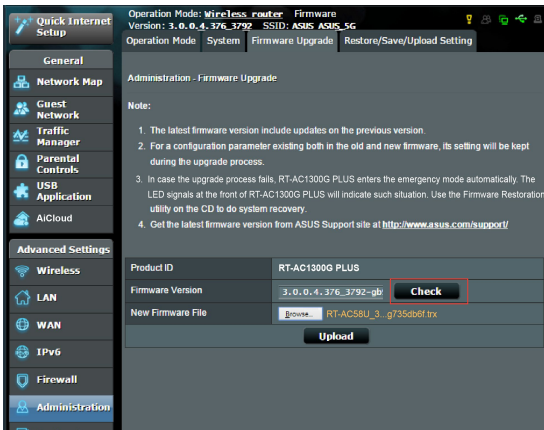 Quick Internet Setup
Operation Mode: Wireless router Firmware
Version: 3.0.0.4.376_3792 SSID: ASUS ASUS_5G
Operation Mode System Firmware Upgrade Restore/Save/Upload Setting
General
Network Map
Guest Network
Traffic Manager
Parental Controls
USB Application
AiCloud
Advanced Settings
Wireless
LAN
WAN
IPv6
Firewall
Administration
Administration - Firmware Upgrade
Note:
1. The latest firmware version include updates on the previous version.
2. For a configuration parameter existing both in the old and new firmware, its setting will be kept
during the upgrade process.
3. In case the upgrade process fails, RT-AC1300G PLUS enters the emergency mode automatically. The
LED signals at the front of RT-AC1300G PLUS will indicate such situation. Use the Firmware Restoration
utility on the CD to do system recovery.
4. Get the latest firmware version from ASUS Support site at http://www.asus.com/support/
Product ID RT-AC1300G PLUS
Firmware Version 3.0.0.4.376_3792-gb Check
New Firmware File Browse... RT-AC58U_3...g735db6f.trx
Upload